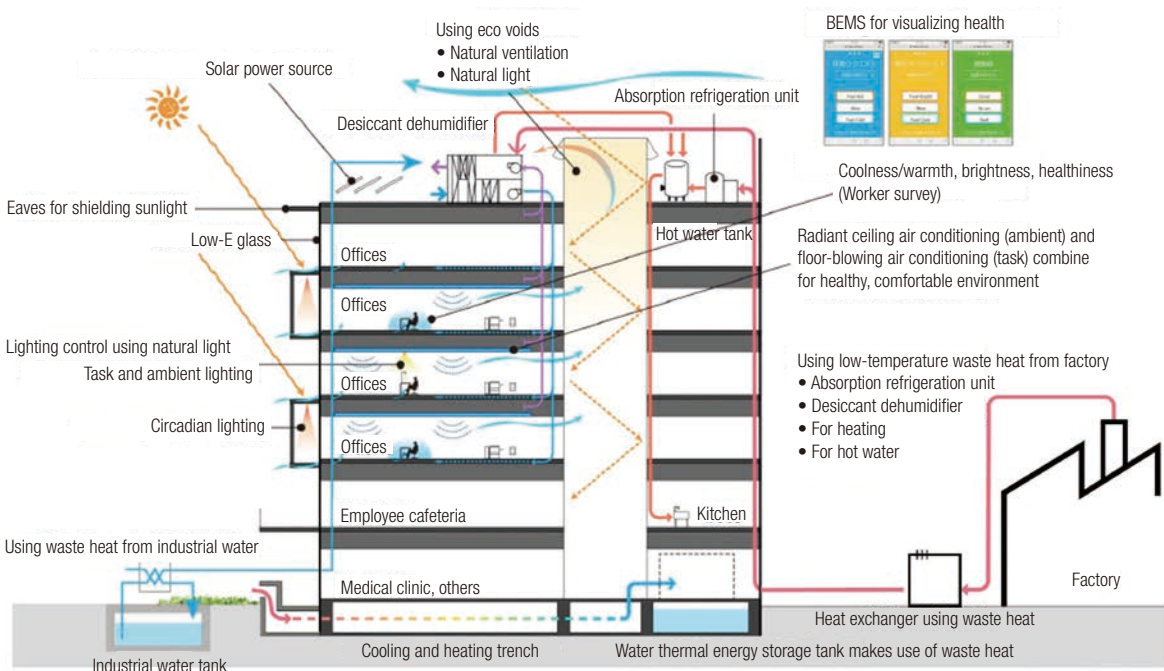 Using eco voids
• Natural ventilation
• Natural light
BEMS for visualizing health
Solar power source
Absorption refrigeration unit
Desiccant dehumidifier
Coolness/warmth, brightness, healthiness
(Worker survey)
Eaves for shielding sunlight
Low-E glass
Hot water tank
Radiant ceiling air conditioning (ambient) and
floor-blowing air conditioning (task) combine
for healthy, comfortable environment
Offices
Offices
Lighting control using natural light
Task and ambient lighting
Offices
Using low-temperature waste heat from factory
• Absorption refrigeration unit
• Desiccant dehumidifier
• For heating
• For hot water
Circadian lighting
Offices
Employee cafeteria
Kitchen
Using waste heat from industrial water
Medical clinic, others
Factory
Heat exchanger using waste heat
Cooling and heating trench
Water thermal energy storage tank makes use of waste heat
Industrial water tank